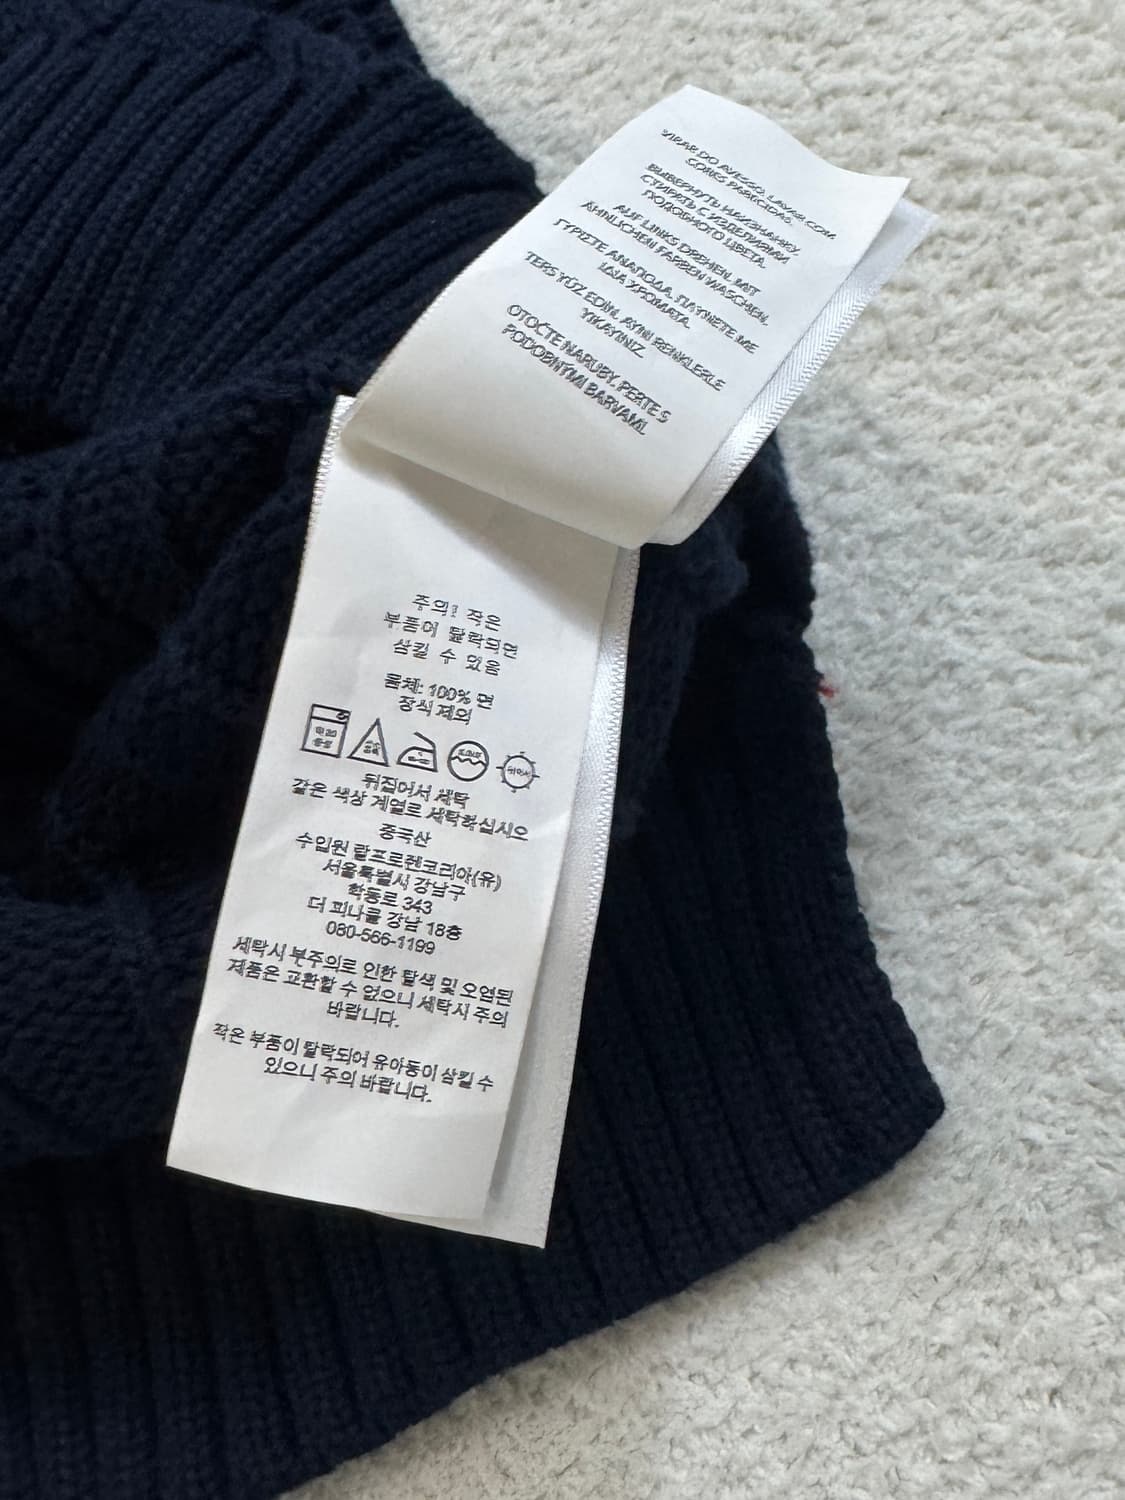 VIRAR DO AVESSO. LAVAR COM
CORES PARECIDAS.
ВЫВЕРНУТЬ НАИЗНАНКУ
СТИРАТЬ С ИЗДЕЛИЯМИ
ПОДОБНОГО ЦВЕТА.
AUF LINKS DREHEN, MIT
ÄHNLICHEN FARBEN WASCHEN.
ΓΥΡΙΣΤΕ ΑΝΑΠΟΔΑ, ΠΛΥΝΕΤΕ ΜΕ
ΙΔΙΑ ΧΡΩΜΑΤΑ.
TERS YÜZ EDİN. AYNI RENKLERLE
YIKAYINIZ.
OTOČTE NARUBY. PERTE S
PODOBNÝMI BARVAMI.
주의! 작은
부품이 탈락되면
삼킬 수 있음
몸체: 100% 면
장식 제외
뒤집어서 세탁
같은 색상 계열로 세탁하십시오
중국산
수입원 랄프로렌코리아(유)
서울특별시 강남구
학동로 343
더 피나클 강남 18층
080-566-1199
세탁시 부주의로 인한 탈색 및 오염된
제품은 교환할 수 없으니 세탁시 주의
바랍니다.
작은 부품이 탈락되어 유아동이 삼킬 수
있으니 주의 바랍니다.